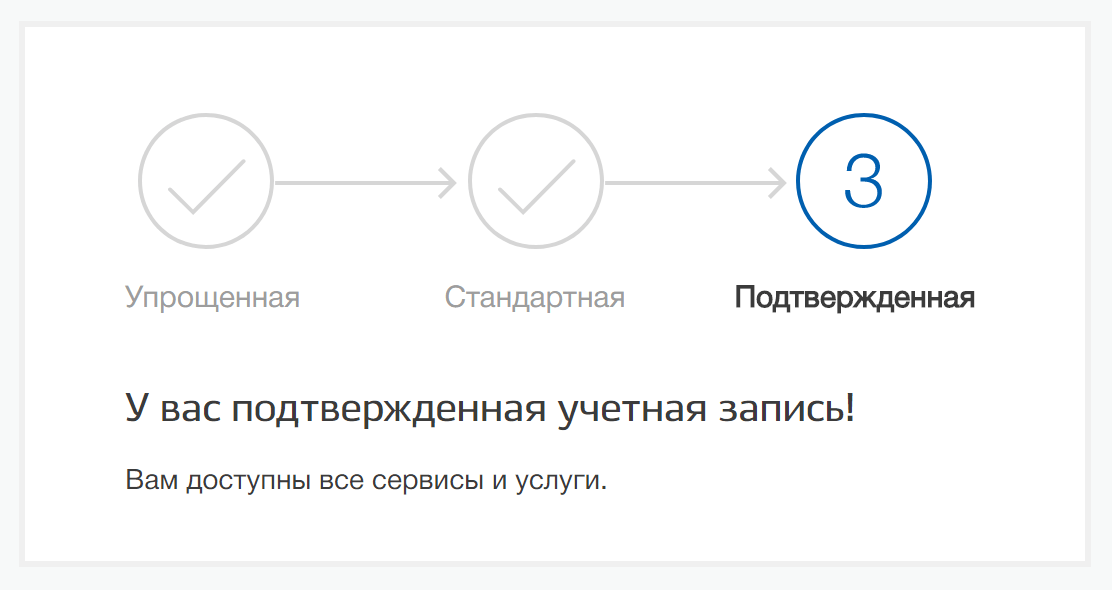 3
Упрощенная Стандартная Подтвержденная
У вас подтвержденная учетная запись!
Вам доступны все сервисы и услуги.